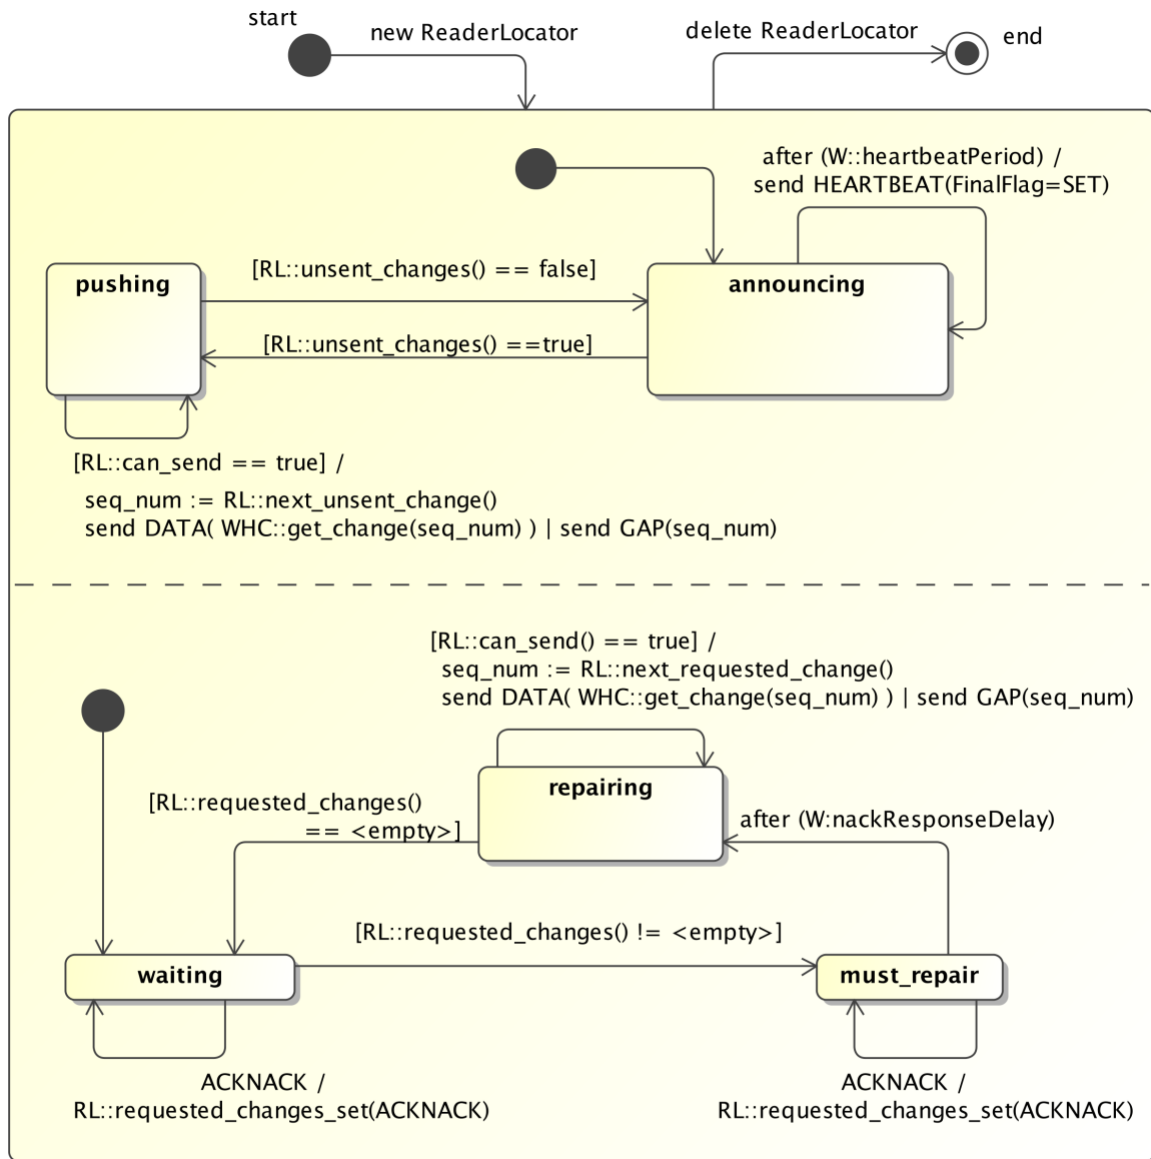 start
new ReaderLocator
delete ReaderLocator
end
after (W::heartbeatPeriod) /
send HEARTBEAT(FinalFlag=SET)
pushing
[RL::unsent_changes() == false]
announcing
[RL::unsent_changes() ==true]
[RL::can_send == true] /
seq_num := RL::next_unsent_change()
send DATA( WHC::get_change(seq_num) ) | send GAP(seq_num)
[RL::can_send() == true] /
seq_num := RL::next_requested_change()
send DATA( WHC::get_change(seq_num) ) | send GAP(seq_num)
repairing
[RL::requested_changes()
== <empty>]
after (W:nackResponseDelay)
[RL::requested_changes() != <empty>]
waiting
must_repair
ACKNACK /
RL::requested_changes_set(ACKNACK)
ACKNACK /
RL::requested_changes_set(ACKNACK)